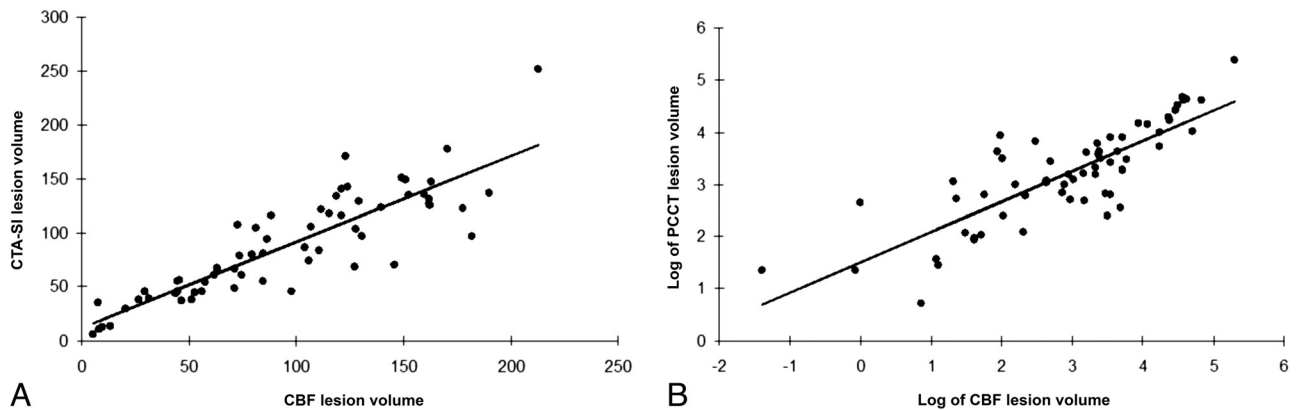 300
250
200
150
100
50
0
0 50 100 150 200 250
CTA-SI lesion volume
CBF lesion volume
A
6
5
4
3
2
1
0
-2 -1 0 1 2 3 4 5 6
Log of PCCT lesion volume
Log of CBF lesion volume
B